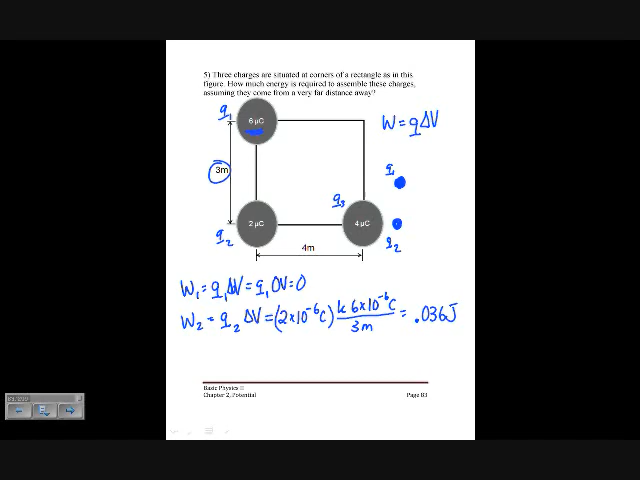 5) Three charges are situated at corners of a rectangle as in this
figure. How much energy is required to assemble these charges,
assuming they come from a very far distance away?
q₁
6 µC
W = qΔV
3m
q₁
q₃
q₂
2 µC
4 µC
q₂
4m
W₁ = q₁ΔV = q₁ 0V = 0
W₂ = q₂ ΔV = (2×10⁻⁶C) k 6×10⁻⁶C / 3m = .036J
Basic Physics II
Chapter 2, Potential
Page 83